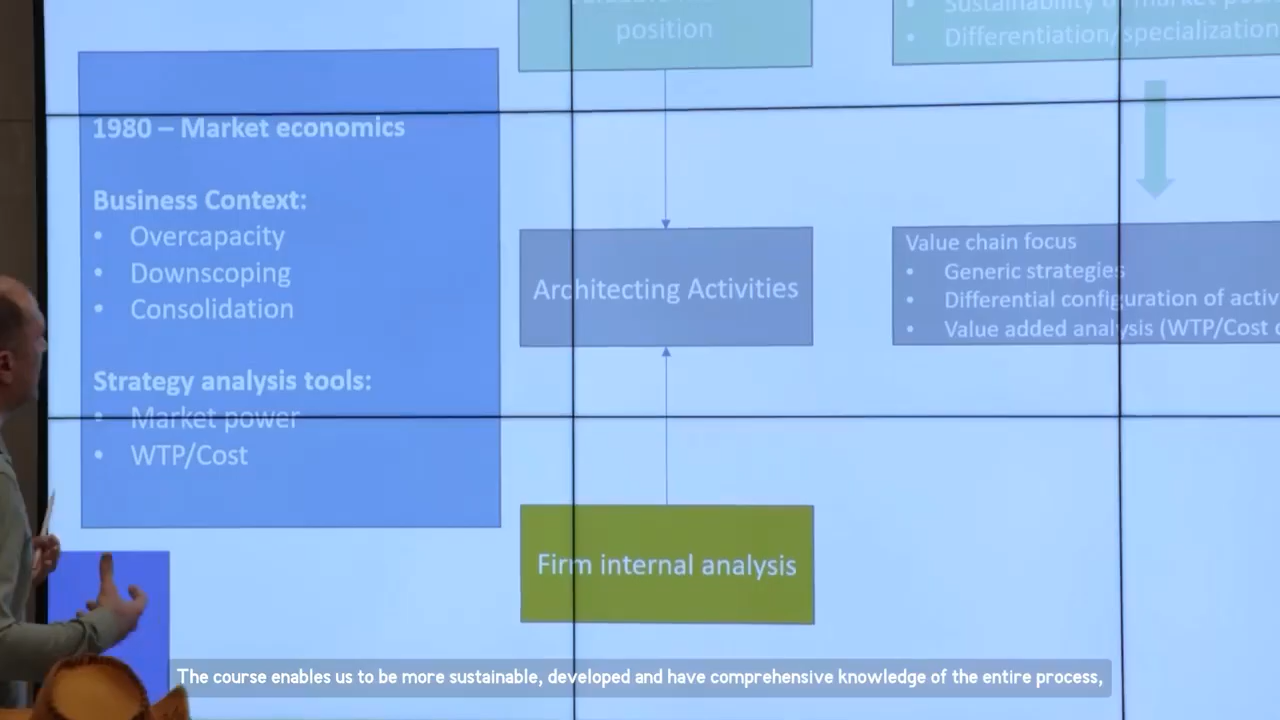 position
Sustainability
Differentiation/specialization
1980 – Market economics
Business Context:
• Overcapacity
• Downscoping
• Consolidation
Strategy analysis tools:
• Market power
• WTP/Cost
Architecting Activities
Value chain focus
• Generic strategies
• Differential configuration of
• Value added analysis (WTP/Cost
Firm internal analysis
The course enables us to be more sustainable, developed and have comprehensive knowledge of the entire process,